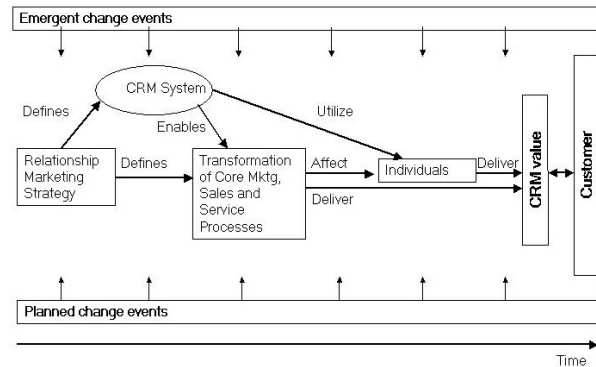 Emergent change events
CRM System
Defines
Enables
Utilize
Relationship
Marketing
Strategy
Defines
Transformation
of Core Mktg,
Sales and
Service
Processes
Affect
Deliver
Individuals
Deliver
CRM value
Customer
Planned change events
Time